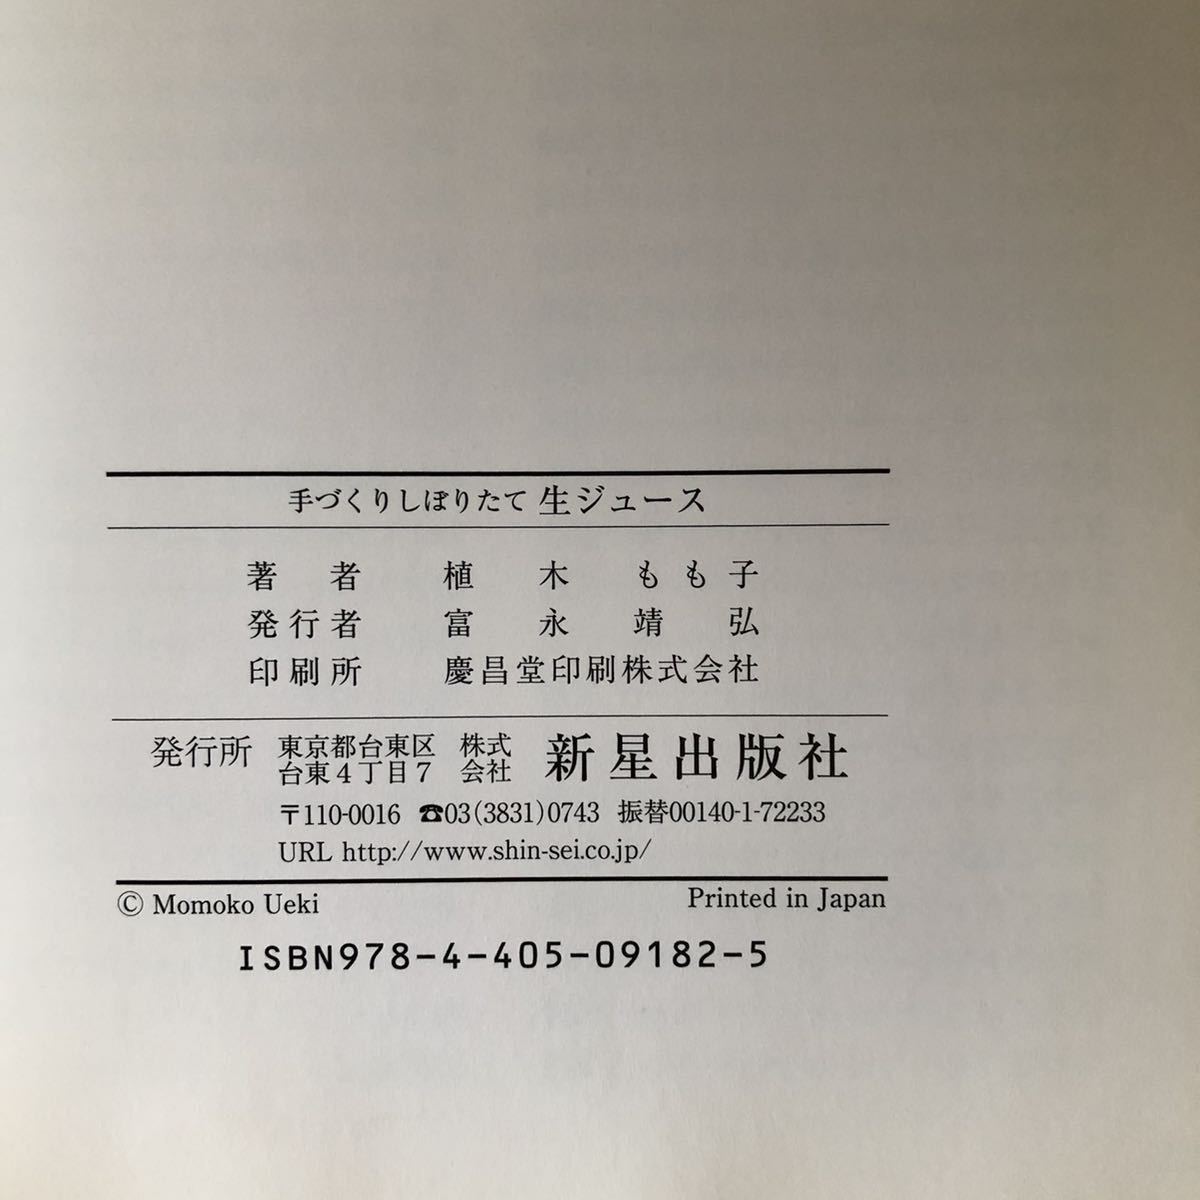 手づくりしぼりたて 生ジュース
著者 植木 もも子
発行者 富永靖弘
印刷所 慶昌堂印刷株式会社
発行所 東京都台東区台東4丁目7 株式会社 新星出版社
〒110-0016 ☎03(3831)0743 振替00140-1-72233
URL http://www.shin-sei.co.jp/
© Momoko Ueki Printed in Japan
ISBN978-4-405-09182-5